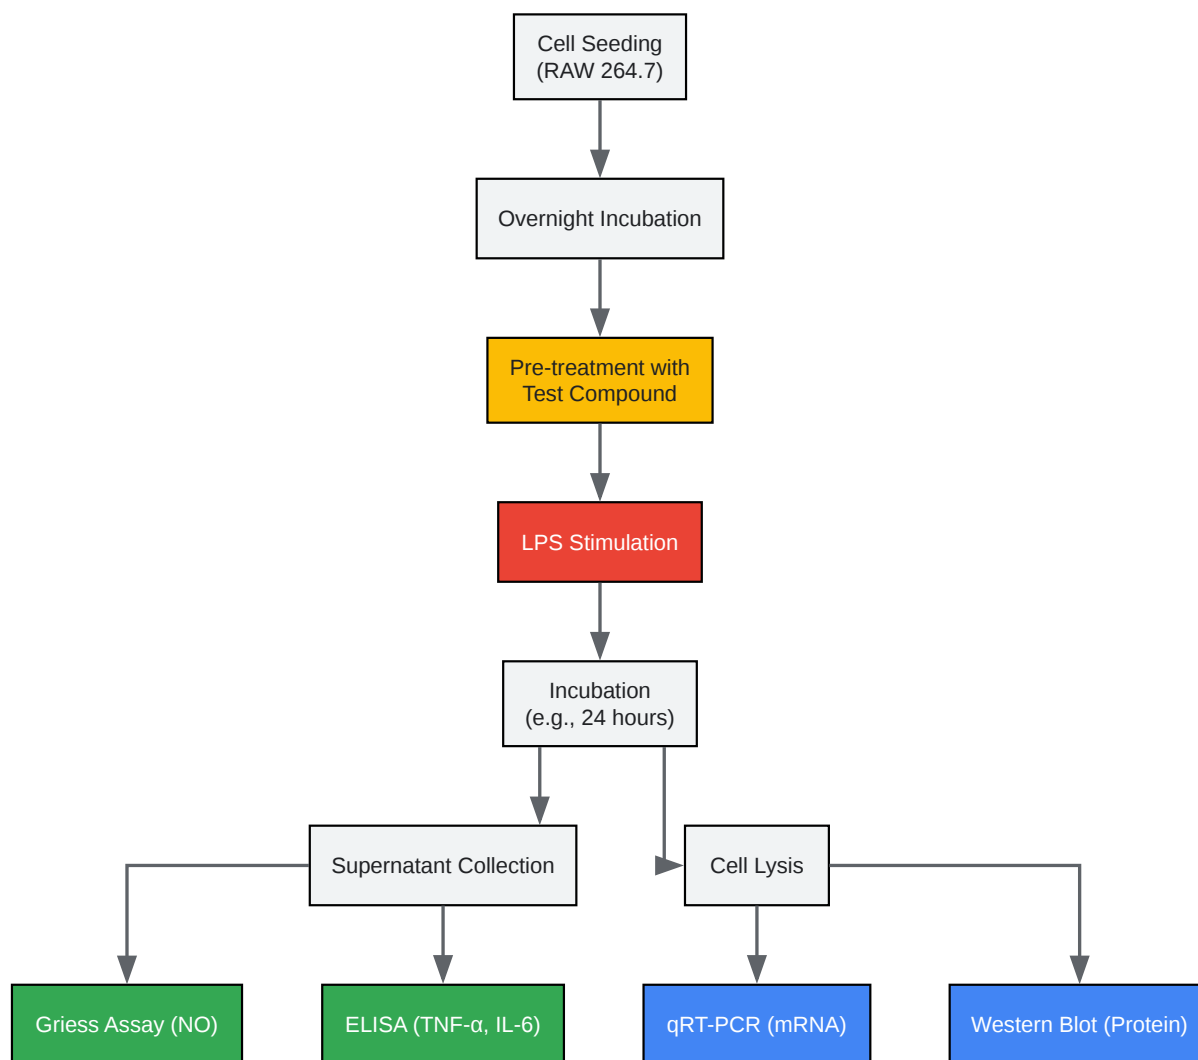 Cell Seeding
(RAW 264.7)
Overnight Incubation
Pre-treatment with
Test Compound
LPS Stimulation
Incubation
(e.g., 24 hours)
Supernatant Collection
Cell Lysis
Griess Assay (NO)
ELISA (TNF-α, IL-6)
qRT-PCR (mRNA)
Western Blot (Protein)